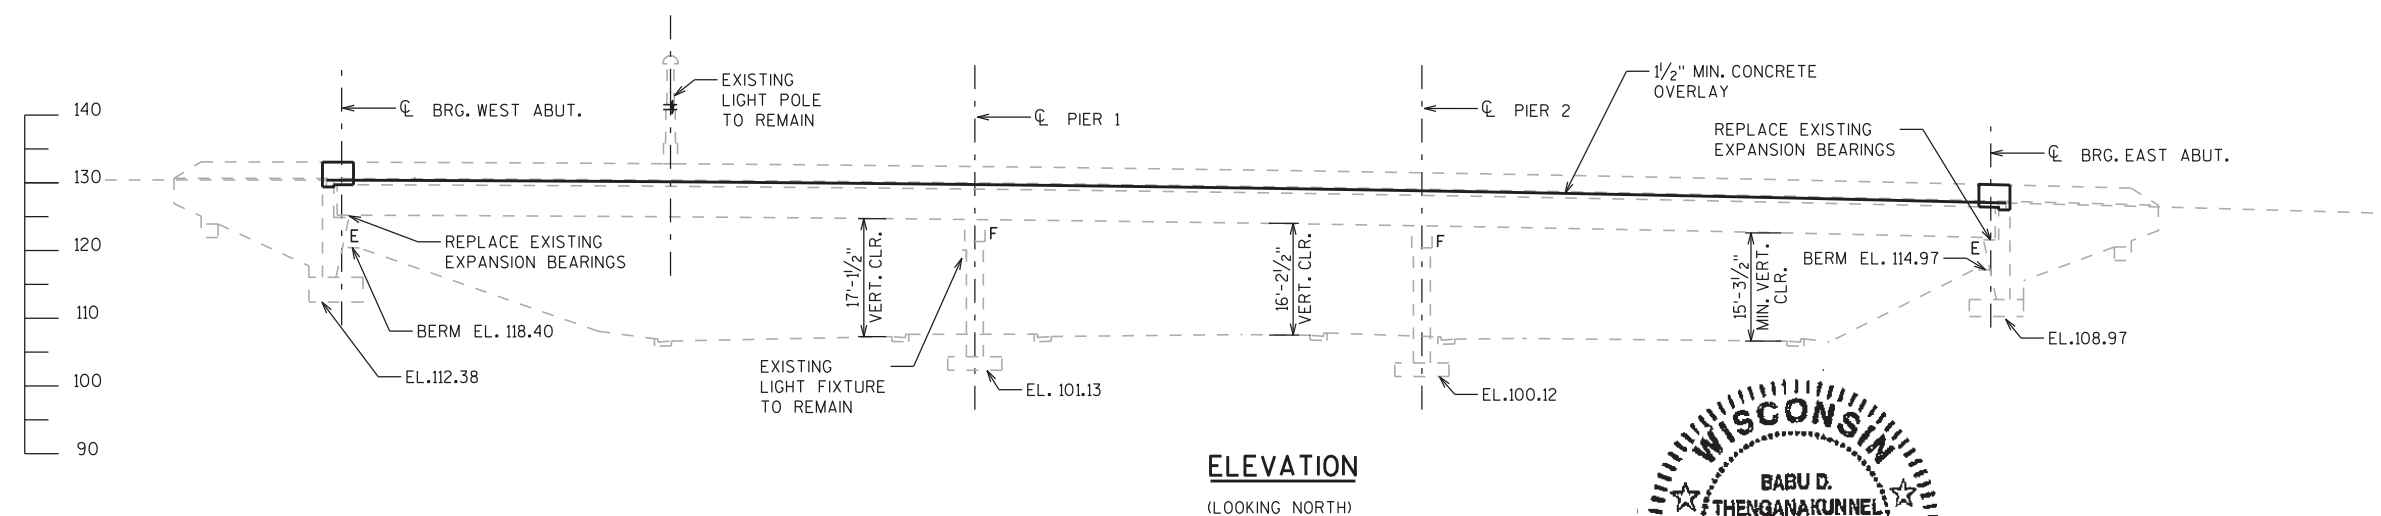 140
130
120
110
100
90
℄ BRG. WEST ABUT.
EXISTING
LIGHT POLE
TO REMAIN
℄ PIER 1
℄ PIER 2
1½" MIN. CONCRETE
OVERLAY
REPLACE EXISTING
EXPANSION BEARINGS
℄ BRG. EAST ABUT.
E
REPLACE EXISTING
EXPANSION BEARINGS
BERM EL. 118.40
EL. 112.38
17'-1½"
VERT. CLR.
F
EXISTING
LIGHT FIXTURE
TO REMAIN
EL. 101.13
16'-2½"
VERT. CLR.
F
EL. 100.12
15'-3½"
MIN. VERT.
CLR.
E
BERM EL. 114.97
EL. 108.97
ELEVATION
(LOOKING NORTH)
WISCONSIN
BABU D.
THENGANAKUNNEL